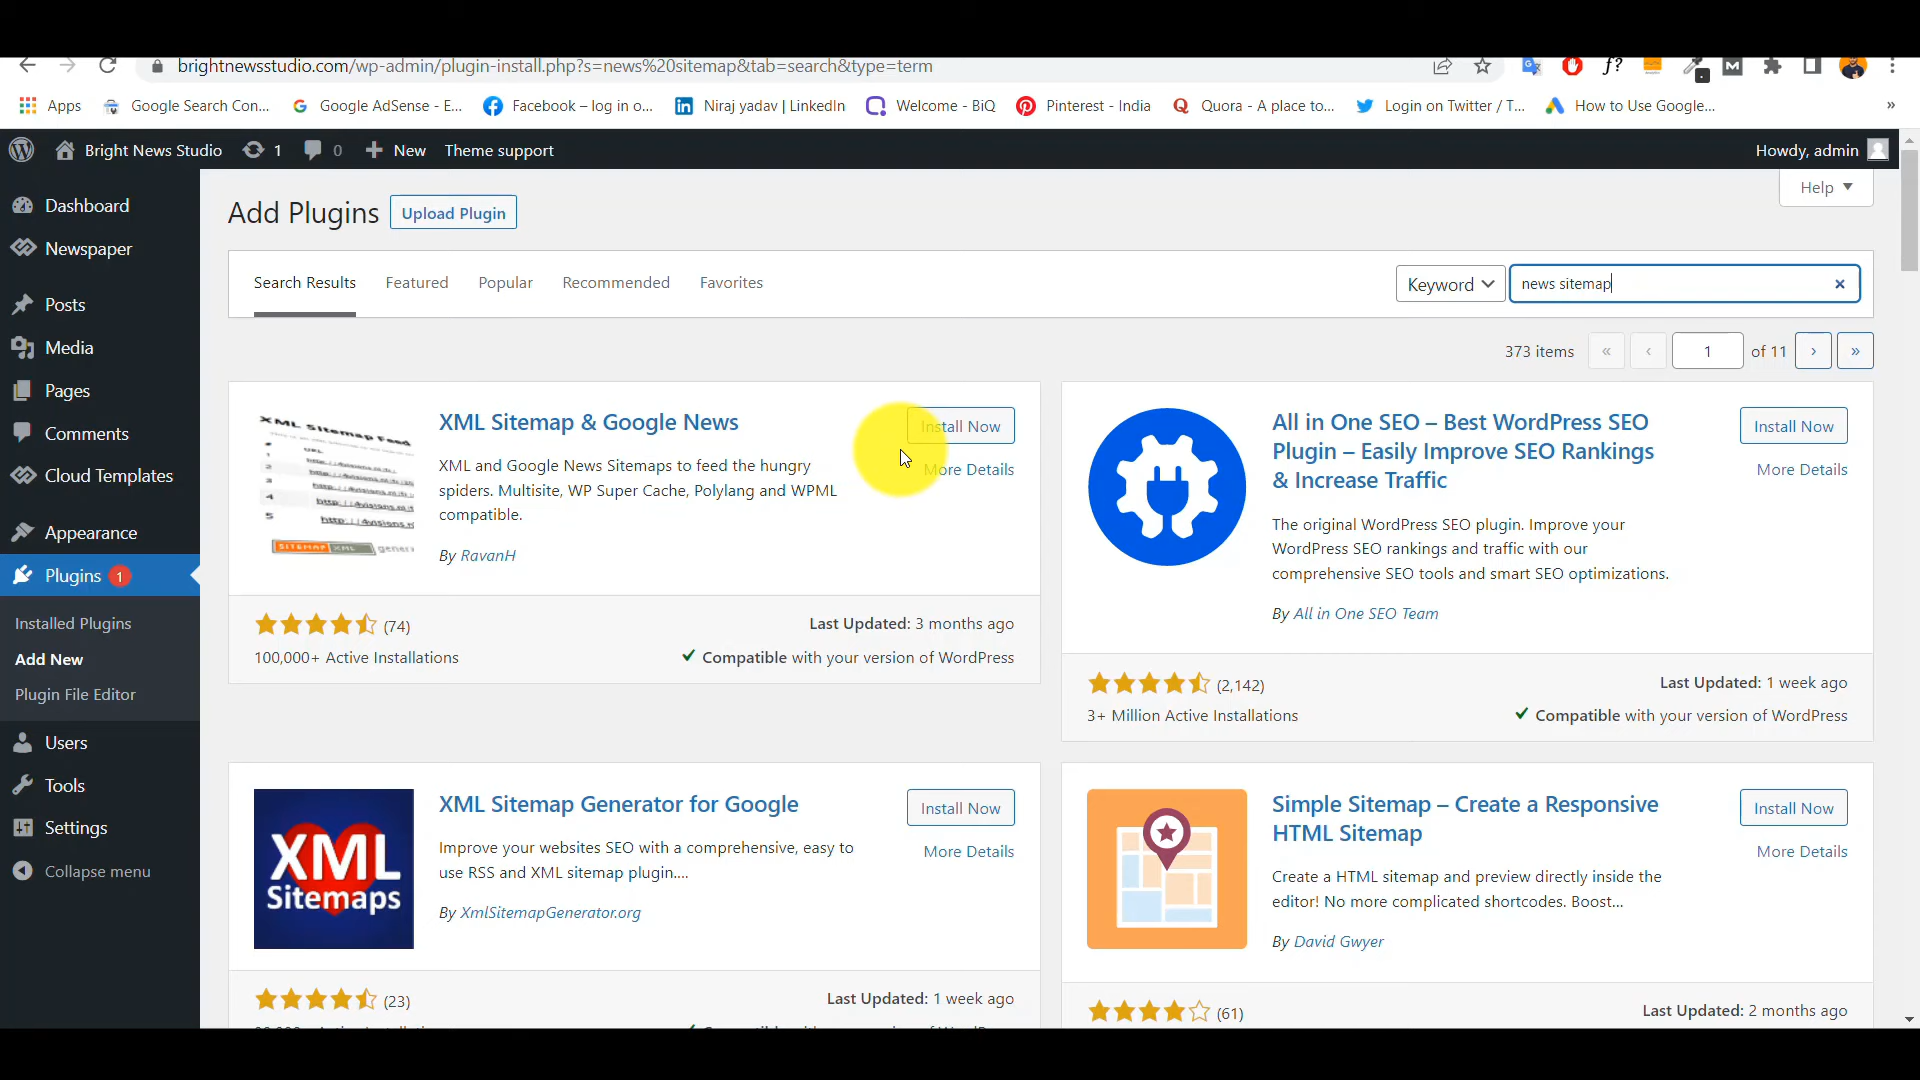 brightnewsstudio.com/wp-admin/plugin-install.php?s=news%20sitemap&tab=search&type=term
Apps
Google Search Con...
Google AdSense - E...
Facebook – log in o...
Niraj yadav | LinkedIn
Welcome - BiQ
Pinterest - India
Quora - A place to...
Login on Twitter / T...
How to Use Google...
»
Bright News Studio
1
0
New
Theme support
Howdy, admin
Dashboard
Newspaper
Posts
Media
Pages
Comments
Cloud Templates
Appearance
Plugins 1
Installed Plugins
Add New
Plugin File Editor
Users
Tools
Settings
Collapse menu
Help
Add Plugins
Upload Plugin
Search Results
Featured
Popular
Recommended
Favorites
Keyword
news sitemap
373 items
«
‹
1
of 11
›
»
XML Sitemap Feed
SITEMAP XML
XML Sitemap & Google News
Install Now
More Details
XML and Google News Sitemaps to feed the hungry
spiders. Multisite, WP Super Cache, Polylang and WPML
compatible.
By RavanH
(74)
Last Updated: 3 months ago
100,000+ Active Installations
Compatible with your version of WordPress
All in One SEO – Best WordPress SEO
Plugin – Easily Improve SEO Rankings
& Increase Traffic
Install Now
More Details
The original WordPress SEO plugin. Improve your
WordPress SEO rankings and traffic with our
comprehensive SEO tools and smart SEO optimizations.
By All in One SEO Team
(2,142)
Last Updated: 1 week ago
3+ Million Active Installations
Compatible with your version of WordPress
XML
Sitemaps
XML Sitemap Generator for Google
Install Now
More Details
Improve your websites SEO with a comprehensive, easy to
use RSS and XML sitemap plugin....
By XmlSitemapGenerator.org
(23)
Last Updated: 1 week ago
Simple Sitemap – Create a Responsive
HTML Sitemap
Install Now
More Details
Create a HTML sitemap and preview directly inside the
editor! No more complicated shortcodes. Boost...
By David Gwyer
(61)
Last Updated: 2 months ago